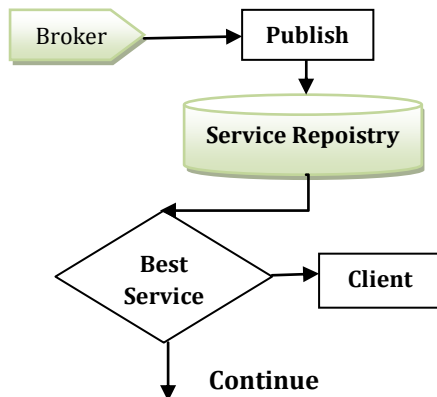 Broker
Publish
Service Repoistry
Best
Service
Client
Continue